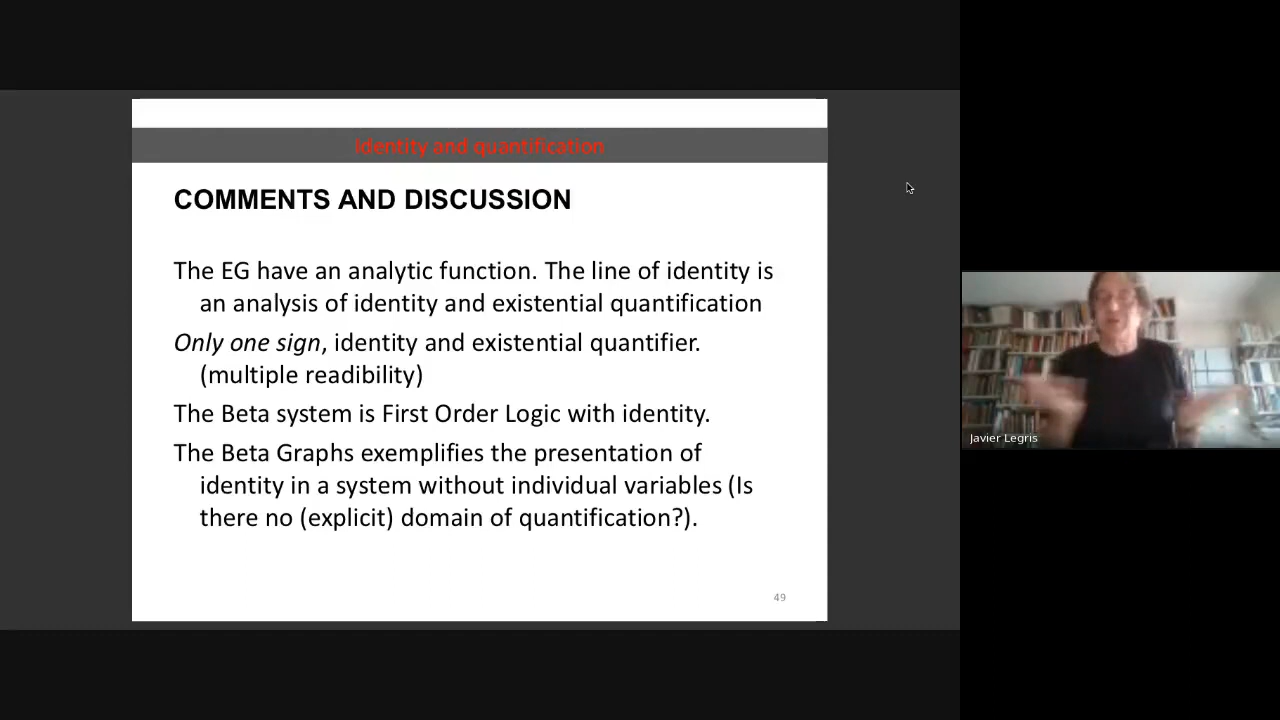 Identity and quantification
COMMENTS AND DISCUSSION
The EG have an analytic function. The line of identity is
an analysis of identity and existential quantification
Only one sign, identity and existential quantifier.
(multiple readibility)
The Beta system is First Order Logic with identity.
The Beta Graphs exemplifies the presentation of
identity in a system without individual variables (Is
there no (explicit) domain of quantification?).
49
Javier Legris